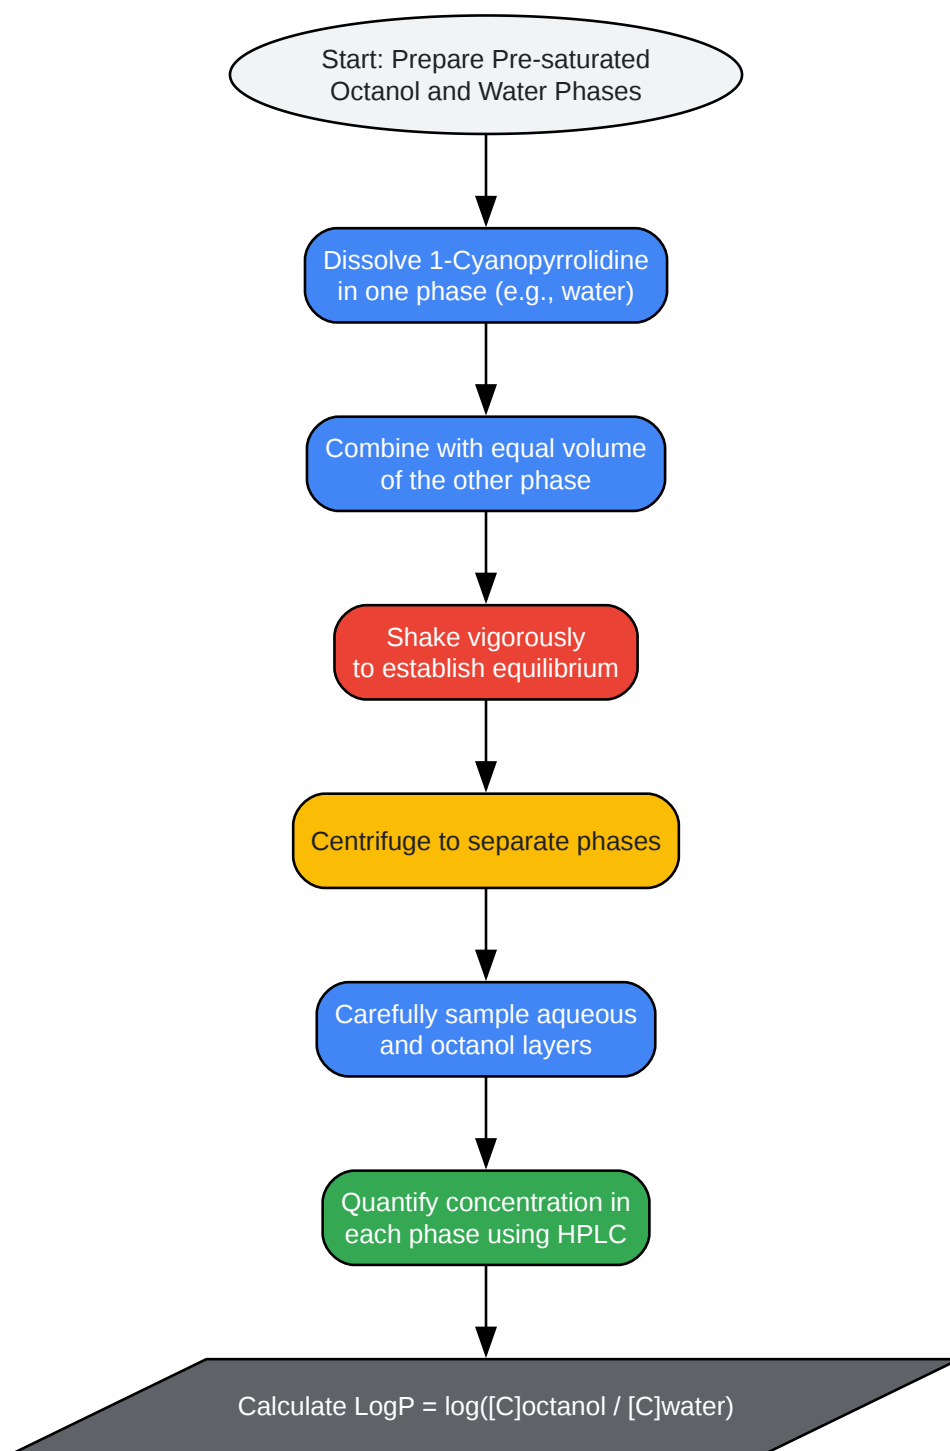 Start: Prepare Pre-saturated
Octanol and Water Phases
Dissolve 1-Cyanopyrrolidine
in one phase (e.g., water)
Combine with equal volume
of the other phase
Shake vigorously
to establish equilibrium
Centrifuge to separate phases
Carefully sample aqueous
and octanol layers
Quantify concentration in
each phase using HPLC
Calculate LogP = log([C]octanol / [C]water)